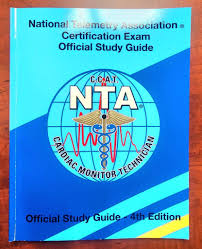 National Telemetry Association®
Certification Exam
Official Study Guide
CCAT
NTA®
CARDIAC MONITOR TECHNICIAN
Official Study Guide - 4th Edition